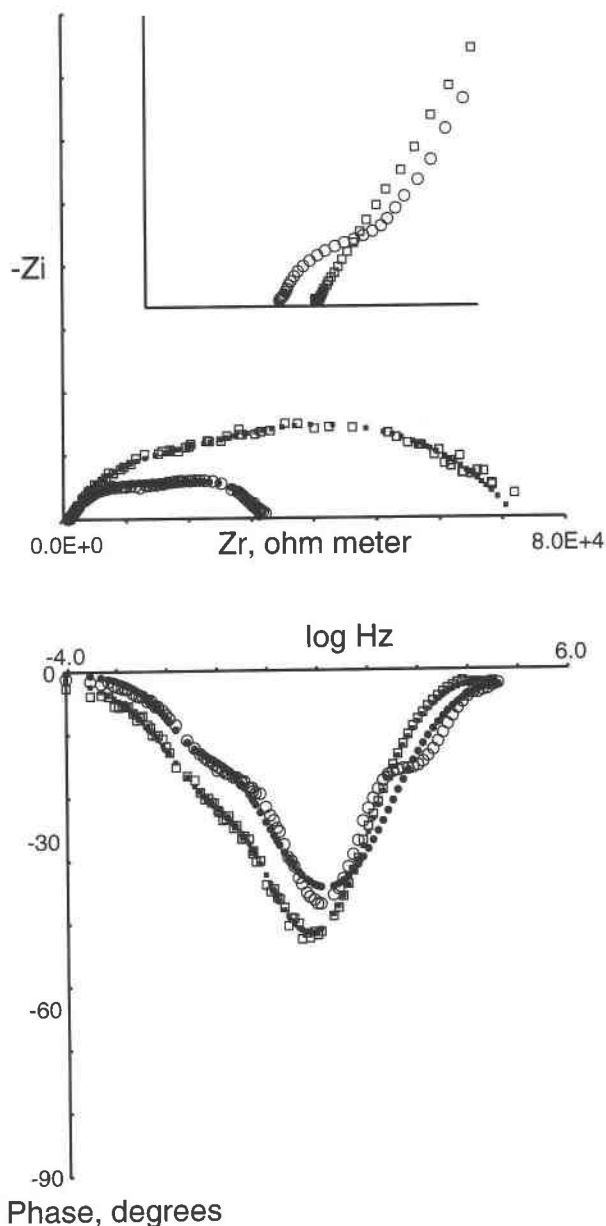 -Zi
0.0E+0
Zr, ohm meter
8.0E+4
log Hz
-4.0
6.0
0
-30
-60
-90
Phase, degrees